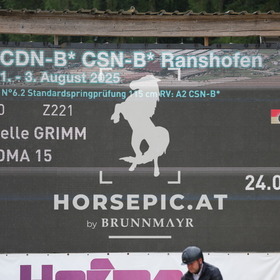 CDN-B* CSN-B* Ranshofen
1. - 3. August 2025
N°6.2 Standardspringprüfung 115 cm RV: A2 CSN-B*
0 Z221
elle GRIMM
OMA 15
24.0
HORSEPIC.AT
by BRUNNMAYR